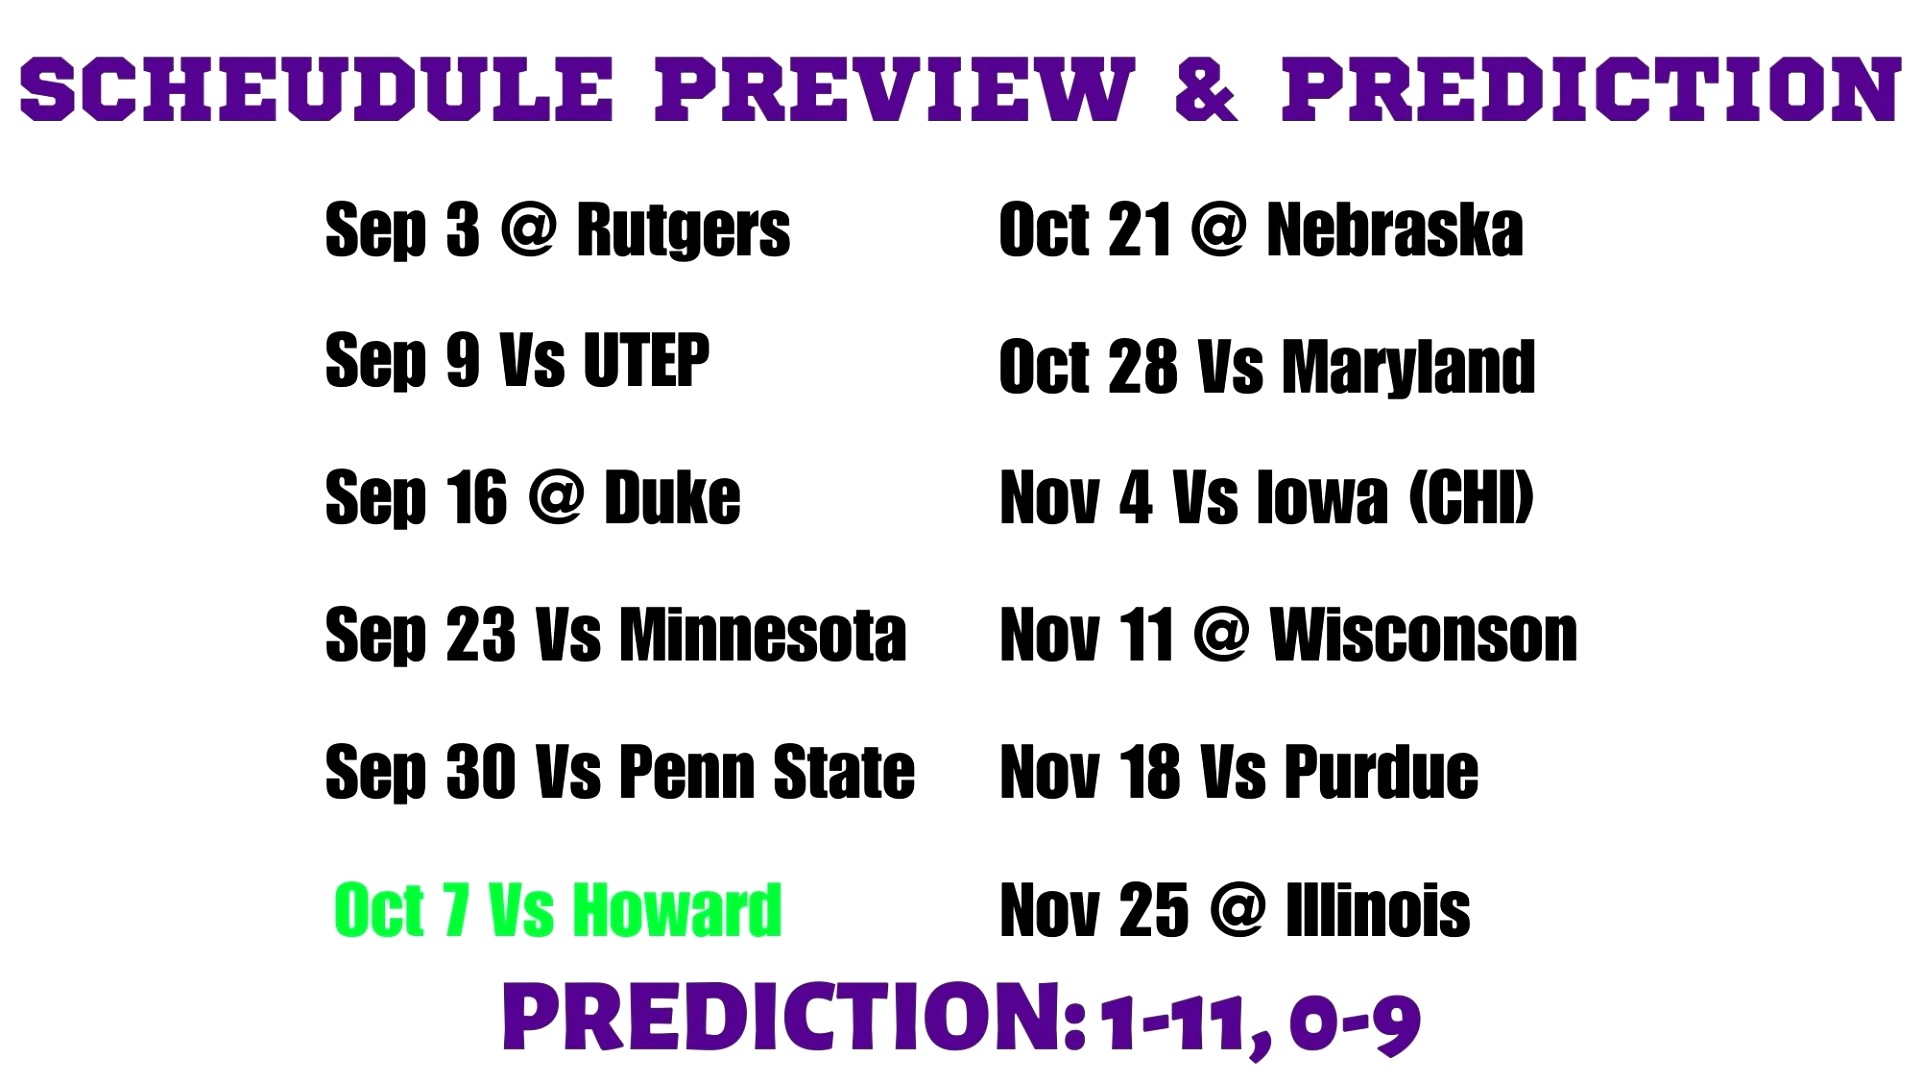 SCHEUDULE PREVIEW & PREDICTION
Sep 3 @ Rutgers
Sep 9 Vs UTEP
Sep 16 @ Duke
Sep 23 Vs Minnesota
Sep 30 Vs Penn State
Oct 7 Vs Howard
Oct 21 @ Nebraska
Oct 28 Vs Maryland
Nov 4 Vs Iowa (CHI)
Nov 11 @ Wisconson
Nov 18 Vs Purdue
Nov 25 @ Illinois
PREDICTION: 1-11, 0-9